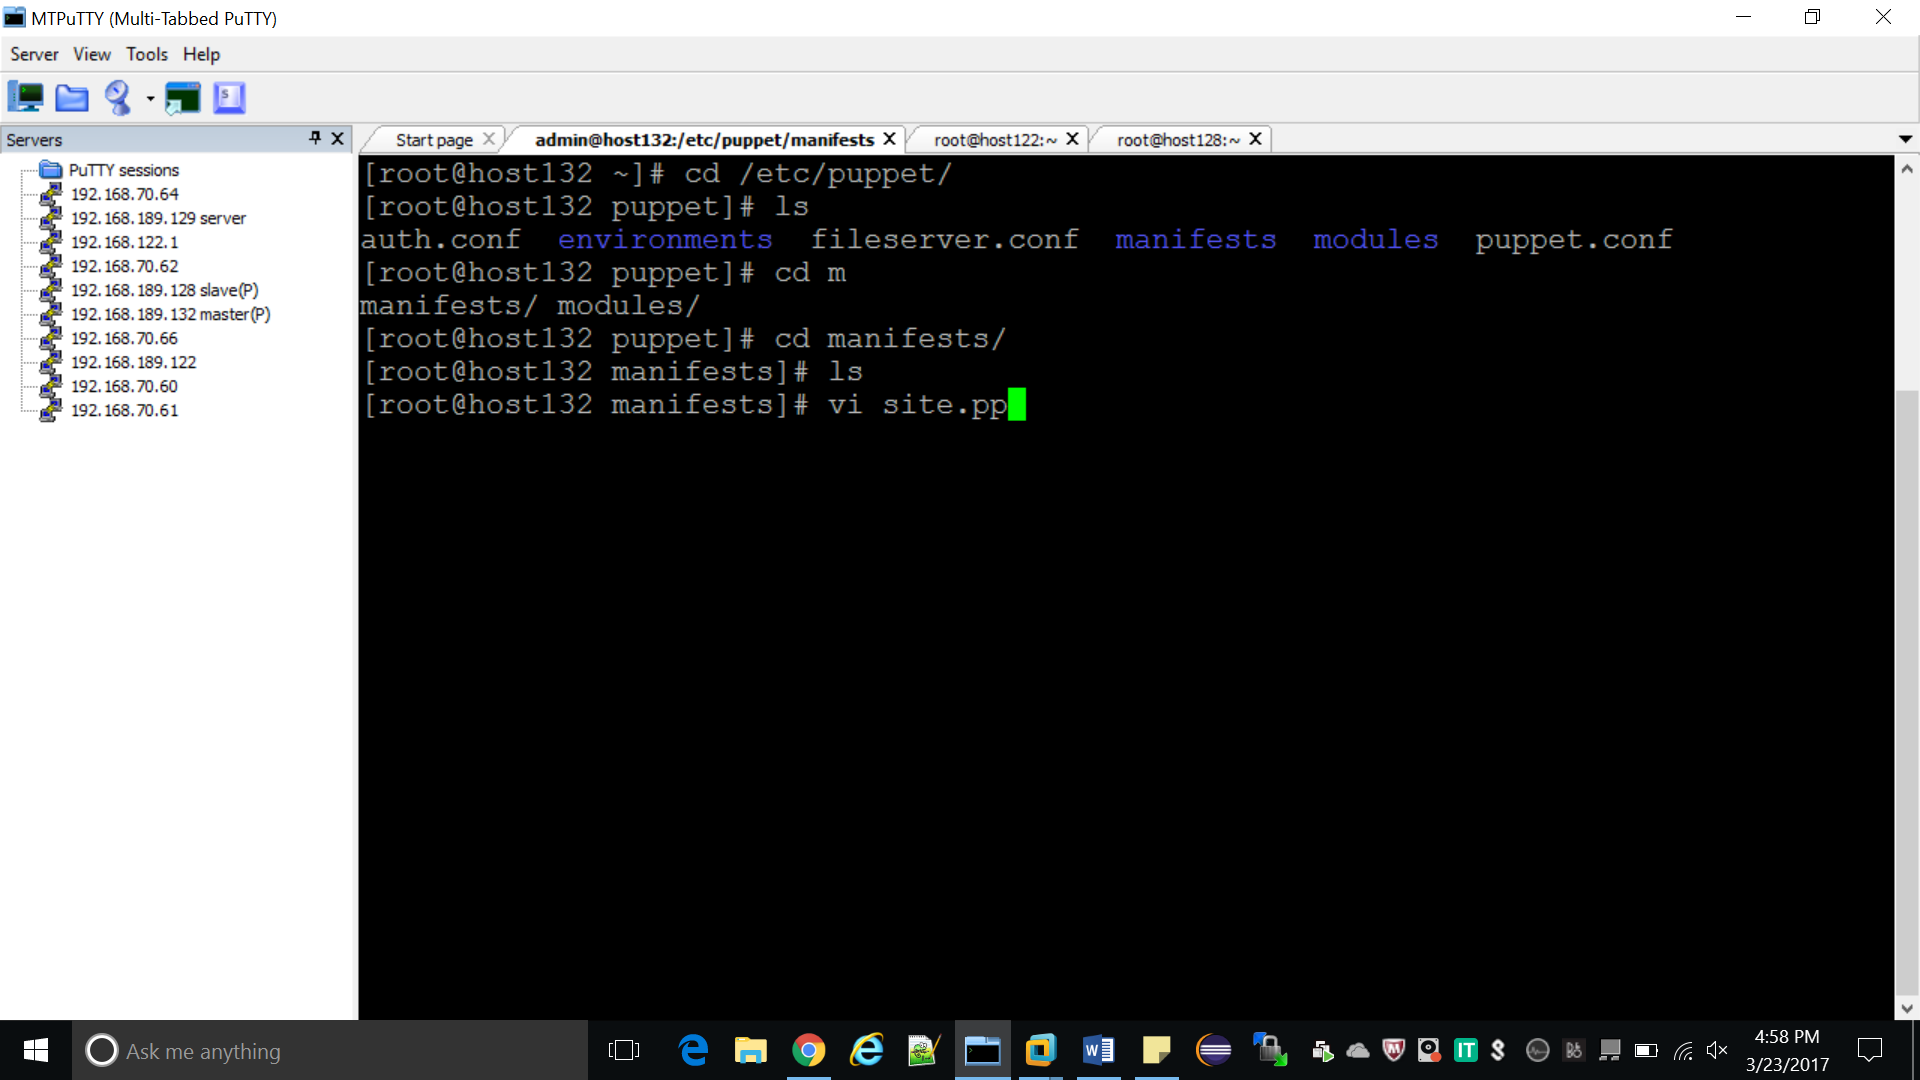 MTPuTTY (Multi-Tabbed PuTTY)
Server View Tools Help
Servers
PuTTY sessions
192.168.70.64
192.168.189.129 server
192.168.122.1
192.168.70.62
192.168.189.128 slave(P)
192.168.189.132 master(P)
192.168.70.66
192.168.189.122
192.168.70.60
192.168.70.61
Start page admin@host132:/etc/puppet/manifests root@host122:~ root@host128:~
[root@host132 ~]# cd /etc/puppet/
[root@host132 puppet]# ls
auth.conf environments fileserver.conf manifests modules puppet.conf
[root@host132 puppet]# cd m
manifests/ modules/
[root@host132 puppet]# cd manifests/
[root@host132 manifests]# ls
[root@host132 manifests]# vi site.pp
Ask me anything
4:58 PM
3/23/2017